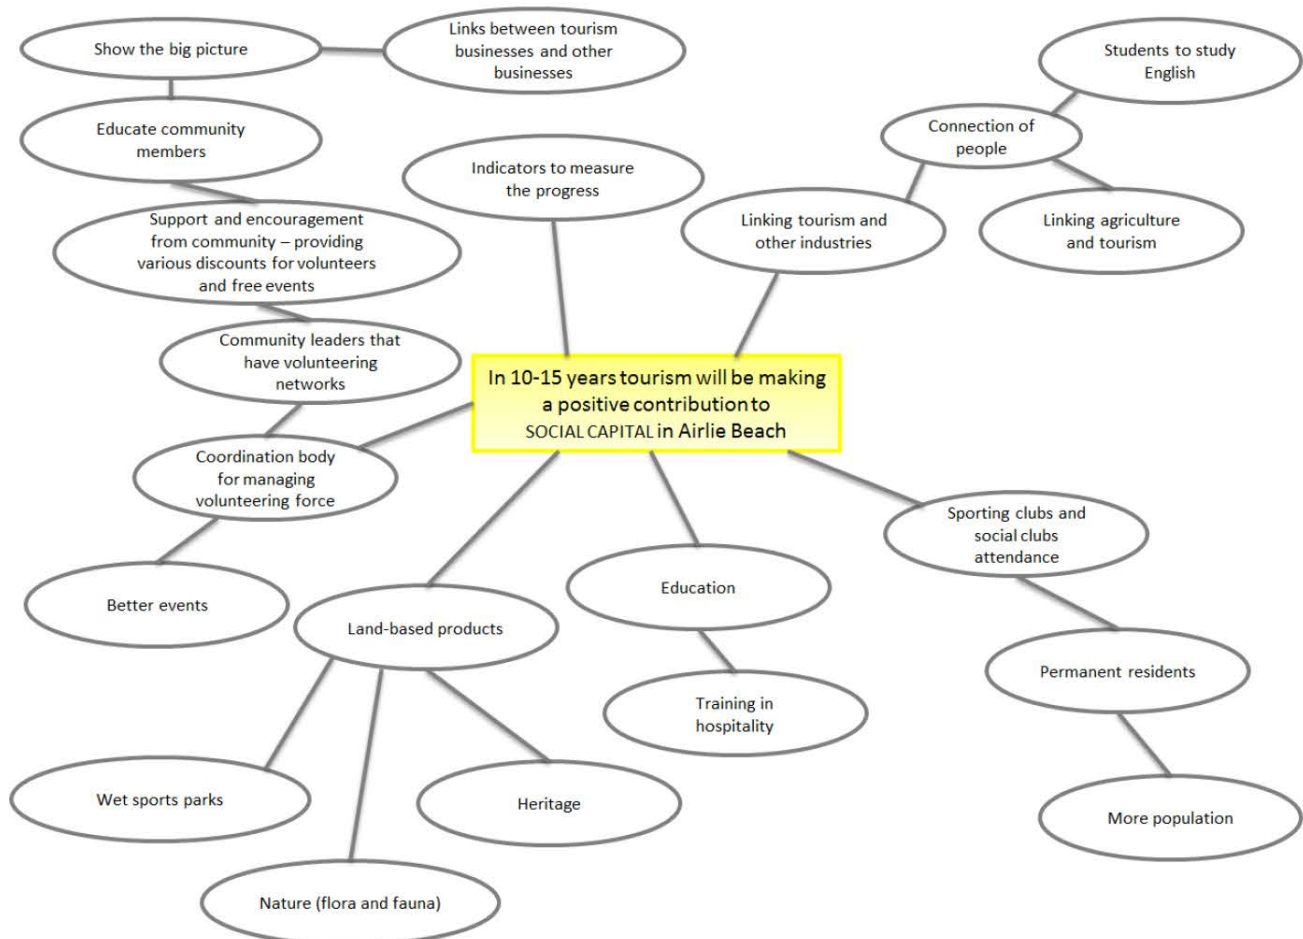 Show the big picture
Links between tourism
businesses and other
businesses
Students to study
English
Educate community
members
Connection of
people
Indicators to measure
the progress
Support and encouragement
from community – providing
various discounts for volunteers
and free events
Linking tourism and
other industries
Linking agriculture
and tourism
Community leaders that
have volunteering
networks
In 10-15 years tourism will be making
a positive contribution to
SOCIAL CAPITAL in Airlie Beach
Coordination body
for managing
volunteering force
Sporting clubs and
social clubs
attendance
Better events
Land-based products
Education
Permanent residents
Training in
hospitality
Wet sports parks
Heritage
More population
Nature (flora and fauna)